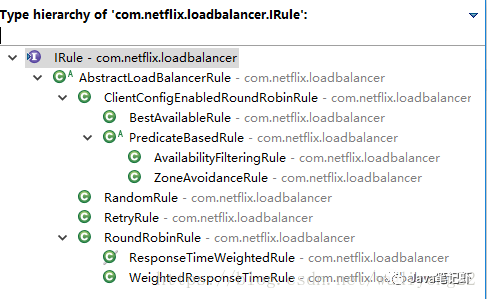 Type hierarchy of 'com.netflix.loadbalancer.IRule':
I IRule - com.netflix.loadbalancer
C A AbstractLoadBalancerRule - com.netflix.loadbalancer
C ClientConfigEnabledRoundRobinRule - com.netflix.loadbalancer
C BestAvailableRule - com.netflix.loadbalancer
C A PredicateBasedRule - com.netflix.loadbalancer
C AvailabilityFilteringRule - com.netflix.loadbalancer
C ZoneAvoidanceRule - com.netflix.loadbalancer
C RandomRule - com.netflix.loadbalancer
C RetryRule - com.netflix.loadbalancer
C RoundRobinRule - com.netflix.loadbalancer
C ResponseTimeWeightedRule - com.netflix.loadbalancer
C WeightedResponseTimeRule - com.netflix.loadbalancer
Java笔记虾